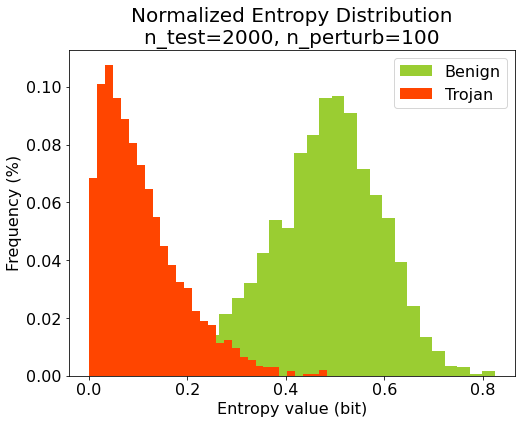 Normalized Entropy Distribution
n_test=2000, n_perturb=100
Benign
Trojan
Frequency (%)
0.10
0.08
0.06
0.04
0.02
0.00
0.0 0.2 0.4 0.6 0.8
Entropy value (bit)